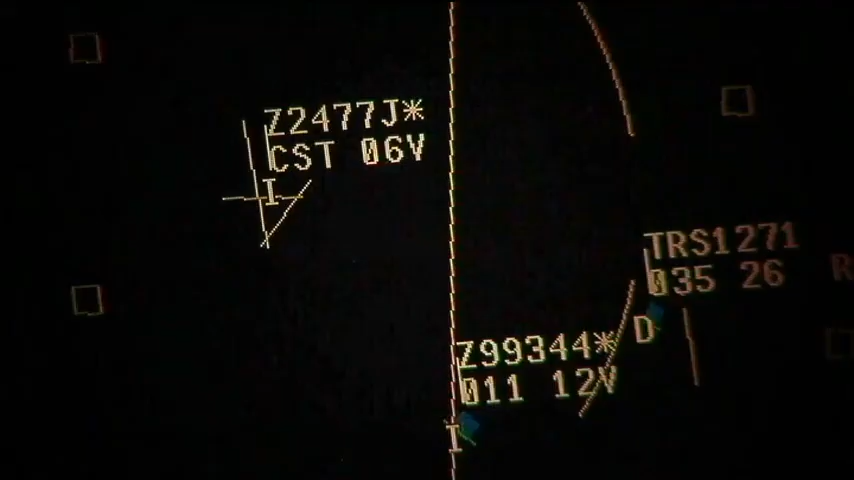 Z2477J*
CST 06V
I
TRS1271
035 26
R
D
Z99344*
011 12V
I